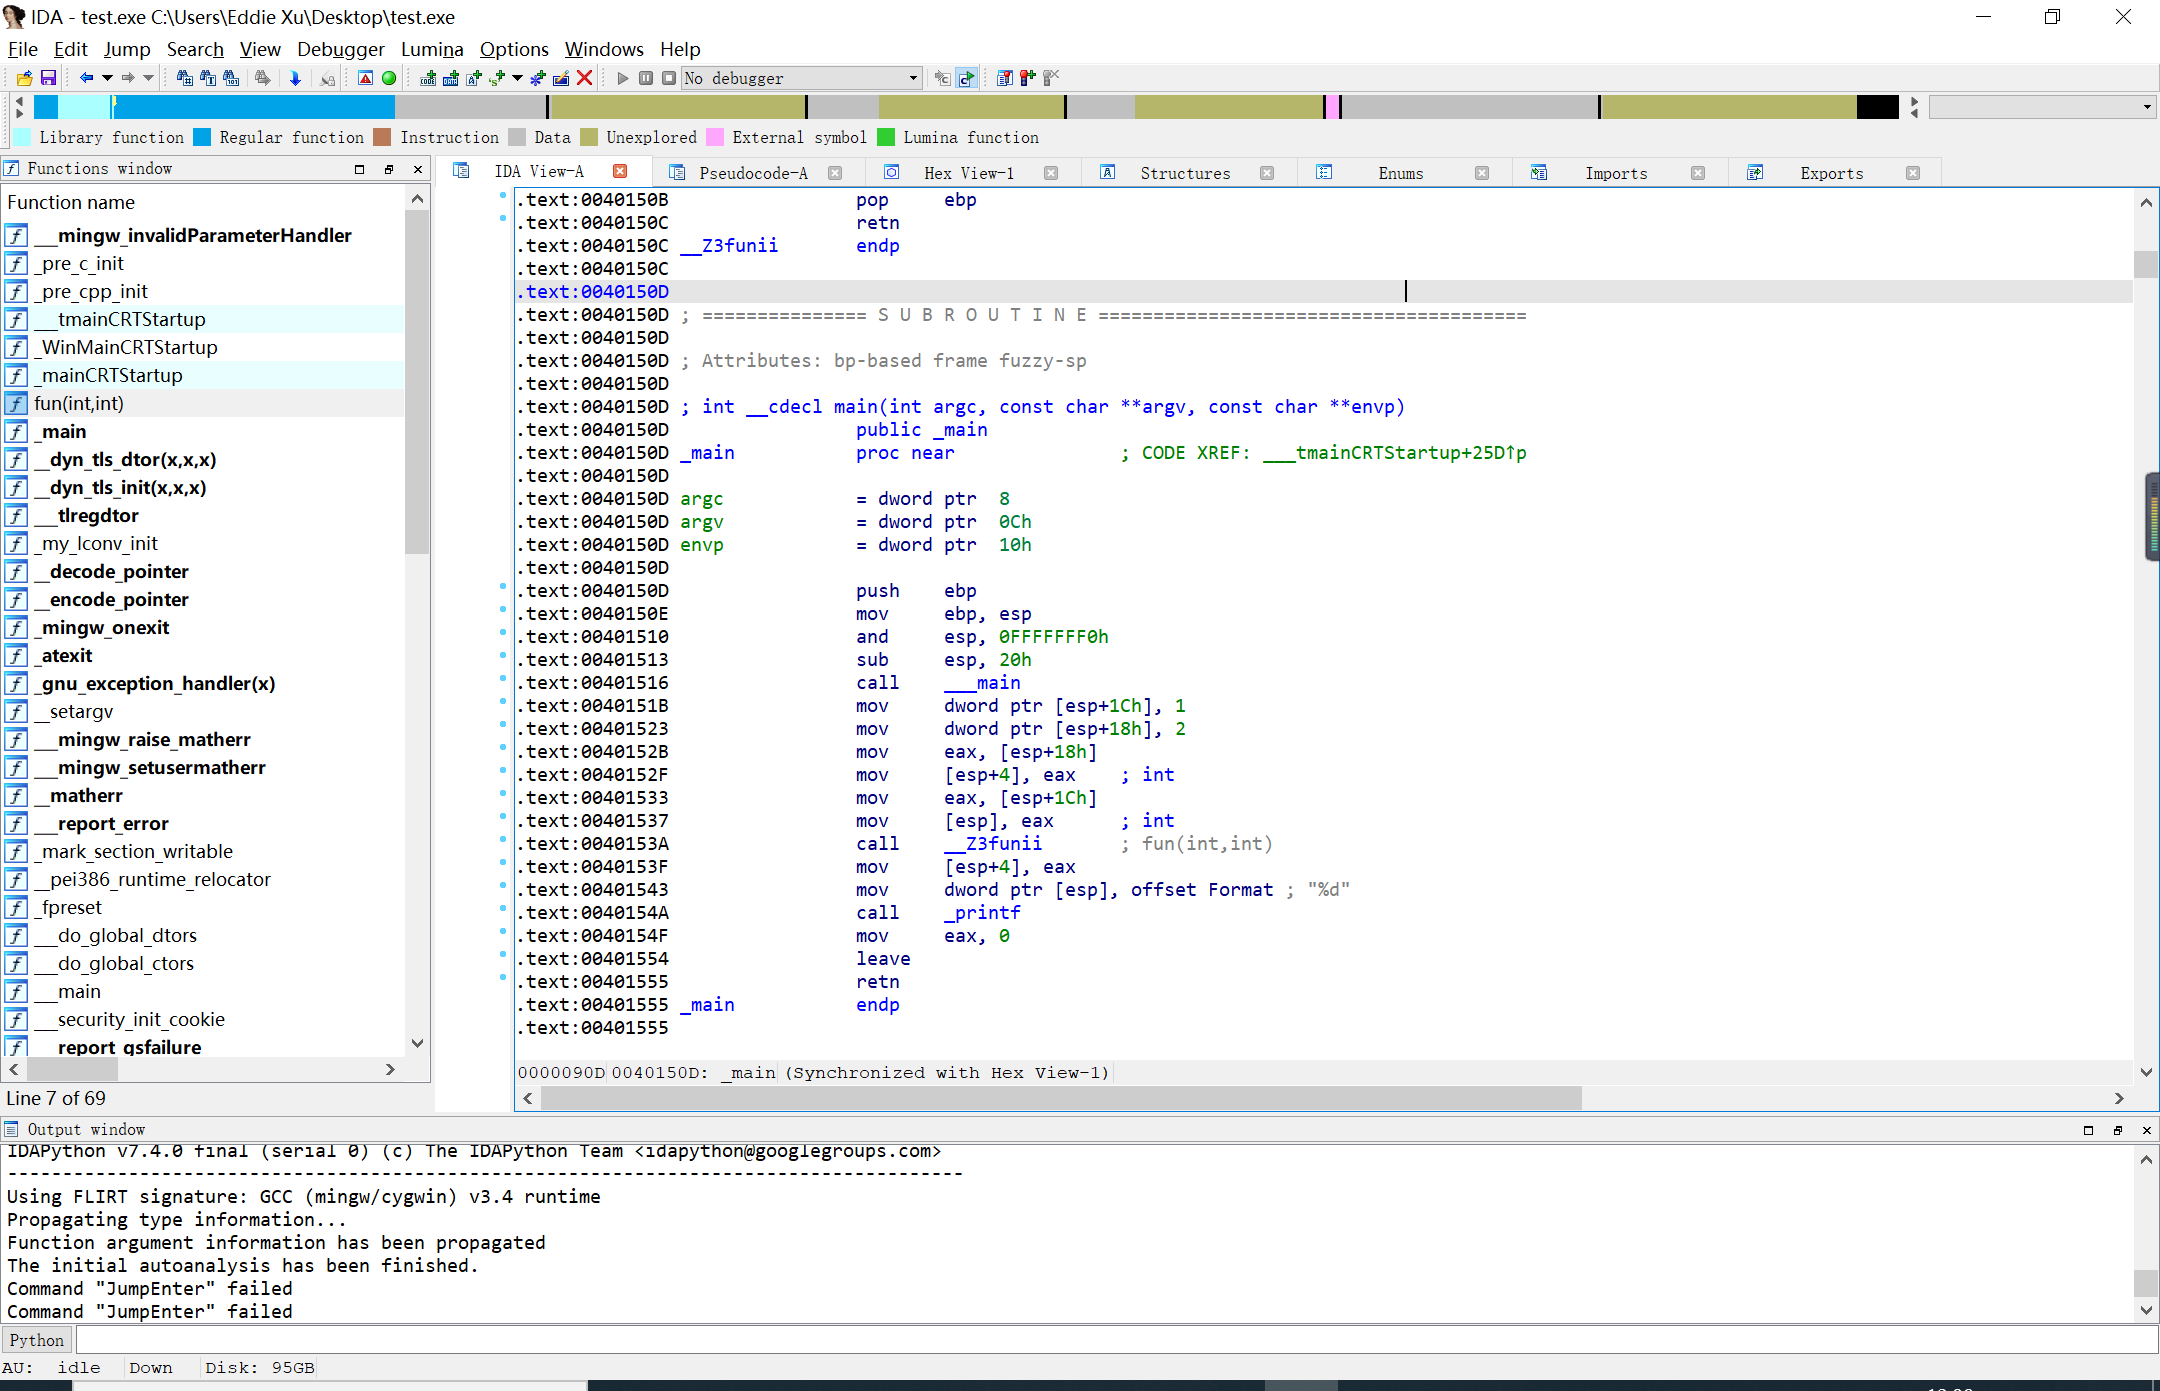 IDA - test.exe C:\Users\Eddie Xu\Desktop\test.exe
File Edit Jump Search View Debugger Lumina Options Windows Help
No debugger
Library function Regular function Instruction Data Unexplored External symbol Lumina function
Functions window
Function name
___mingw_invalidParameterHandler
_pre_c_init
_pre_cpp_init
___tmainCRTStartup
_WinMainCRTStartup
_mainCRTStartup
fun(int,int)
_main
__dyn_tls_dtor(x,x,x)
__dyn_tls_init(x,x,x)
___tlregdtor
_my_lconv_init
__decode_pointer
__encode_pointer
_mingw_onexit
_atexit
_gnu_exception_handler(x)
__setargv
___mingw_raise_matherr
___mingw_setusermatherr
__matherr
___report_error
_mark_section_writable
__pei386_runtime_relocator
_fpreset
___do_global_dtors
___do_global_ctors
___main
___security_init_cookie
___report_gsfailure
Line 7 of 69
IDA View-A Pseudocode-A Hex View-1 Structures Enums Imports Exports
.text:0040150B pop ebp
.text:0040150C retn
.text:0040150C __Z3funii endp
.text:0040150C
.text:0040150D
.text:0040150D ; =============== S U B R O U T I N E =======================================
.text:0040150D
.text:0040150D ; Attributes: bp-based frame fuzzy-sp
.text:0040150D
.text:0040150D ; int __cdecl main(int argc, const char **argv, const char **envp)
.text:0040150D public _main
.text:0040150D _main proc near ; CODE XREF: ___tmainCRTStartup+25D↑p
.text:0040150D
.text:0040150D argc = dword ptr 8
.text:0040150D argv = dword ptr 0Ch
.text:0040150D envp = dword ptr 10h
.text:0040150D
.text:0040150D push ebp
.text:0040150E mov ebp, esp
.text:00401510 and esp, 0FFFFFFF0h
.text:00401513 sub esp, 20h
.text:00401516 call ___main
.text:0040151B mov dword ptr [esp+1Ch], 1
.text:00401523 mov dword ptr [esp+18h], 2
.text:0040152B mov eax, [esp+18h]
.text:0040152F mov [esp+4], eax ; int
.text:00401533 mov eax, [esp+1Ch]
.text:00401537 mov [esp], eax ; int
.text:0040153A call __Z3funii ; fun(int,int)
.text:0040153F mov [esp+4], eax
.text:00401543 mov dword ptr [esp], offset Format ; "%d"
.text:0040154A call _printf
.text:0040154F mov eax, 0
.text:00401554 leave
.text:00401555 retn
.text:00401555 _main endp
.text:00401555
0000090D 0040150D: _main (Synchronized with Hex View-1)
Output window
IDAPython v7.4.0 final (serial 0) (c) The IDAPython Team <idapython@googlegroups.com>
---------------------------------------------------------------------------------------
Using FLIRT signature: GCC (mingw/cygwin) v3.4 runtime
Propagating type information...
Function argument information has been propagated
The initial autoanalysis has been finished.
Command "JumpEnter" failed
Command "JumpEnter" failed
Python
AU: idle Down Disk: 95GB